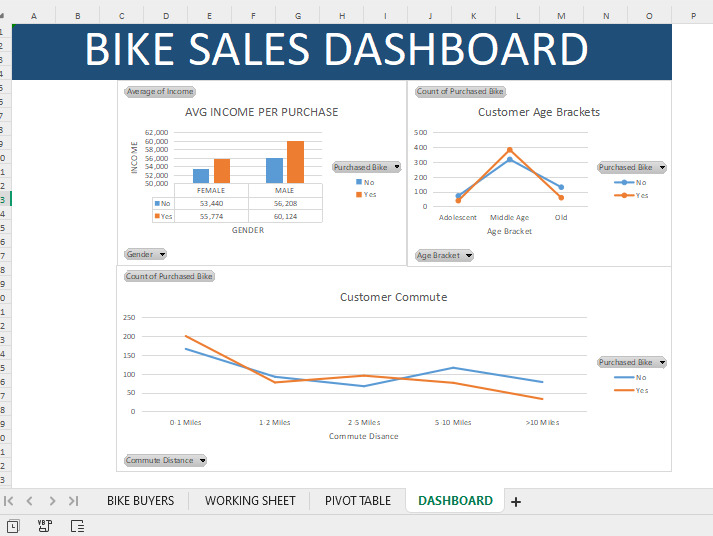 A B C D E F G H I J K L M N O P
BIKE SALES DASHBOARD
Average of Income
AVG INCOME PER PURCHASE
INCOME
62,000
60,000
58,000
56,000
54,000
52,000
50,000
FEMALE MALE
No 53,440 56,208
Yes 55,774 60,124
GENDER
Purchased Bike
No
Yes
Gender
Count of Purchased Bike
Customer Age Brackets
500
400
300
200
100
0
Adolescent Middle Age Old
Age Bracket
Purchased Bike
No
Yes
Age Bracket
Count of Purchased Bike
Customer Commute
250
200
150
100
50
0
0-1 Miles 1-2 Miles 2-5 Miles 5-10 Miles >10 Miles
Commute Disance
Purchased Bike
No
Yes
Commute Distance
BIKE BUYERS WORKING SHEET PIVOT TABLE DASHBOARD +